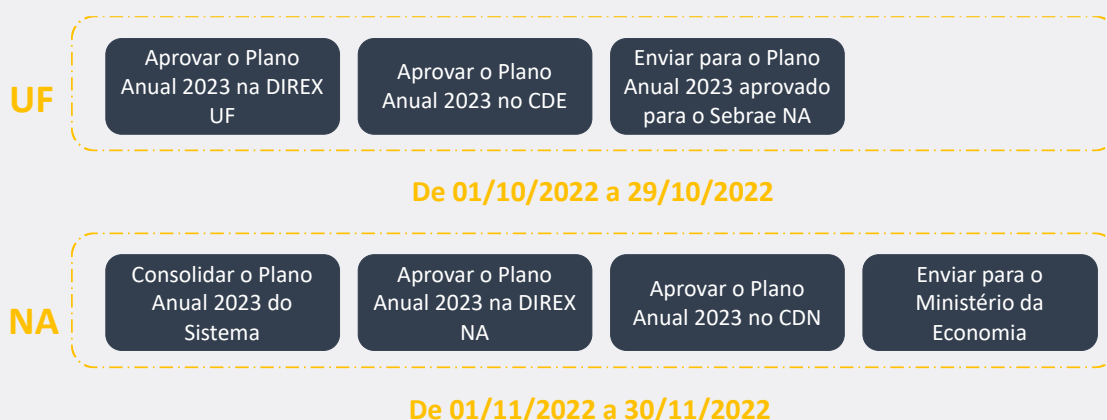 UF
Aprovar o Plano
Anual 2023 na DIREX
UF
Aprovar o Plano
Anual 2023 no CDE
Enviar para o Plano
Anual 2023 aprovado
para o Sebrae NA
De 01/10/2022 a 29/10/2022
NA
Consolidar o Plano
Anual 2023 do
Sistema
Aprovar o Plano
Anual 2023 na DIREX
NA
Aprovar o Plano
Anual 2023 no CDN
Enviar para o
Ministério da
Economia
De 01/11/2022 a 30/11/2022